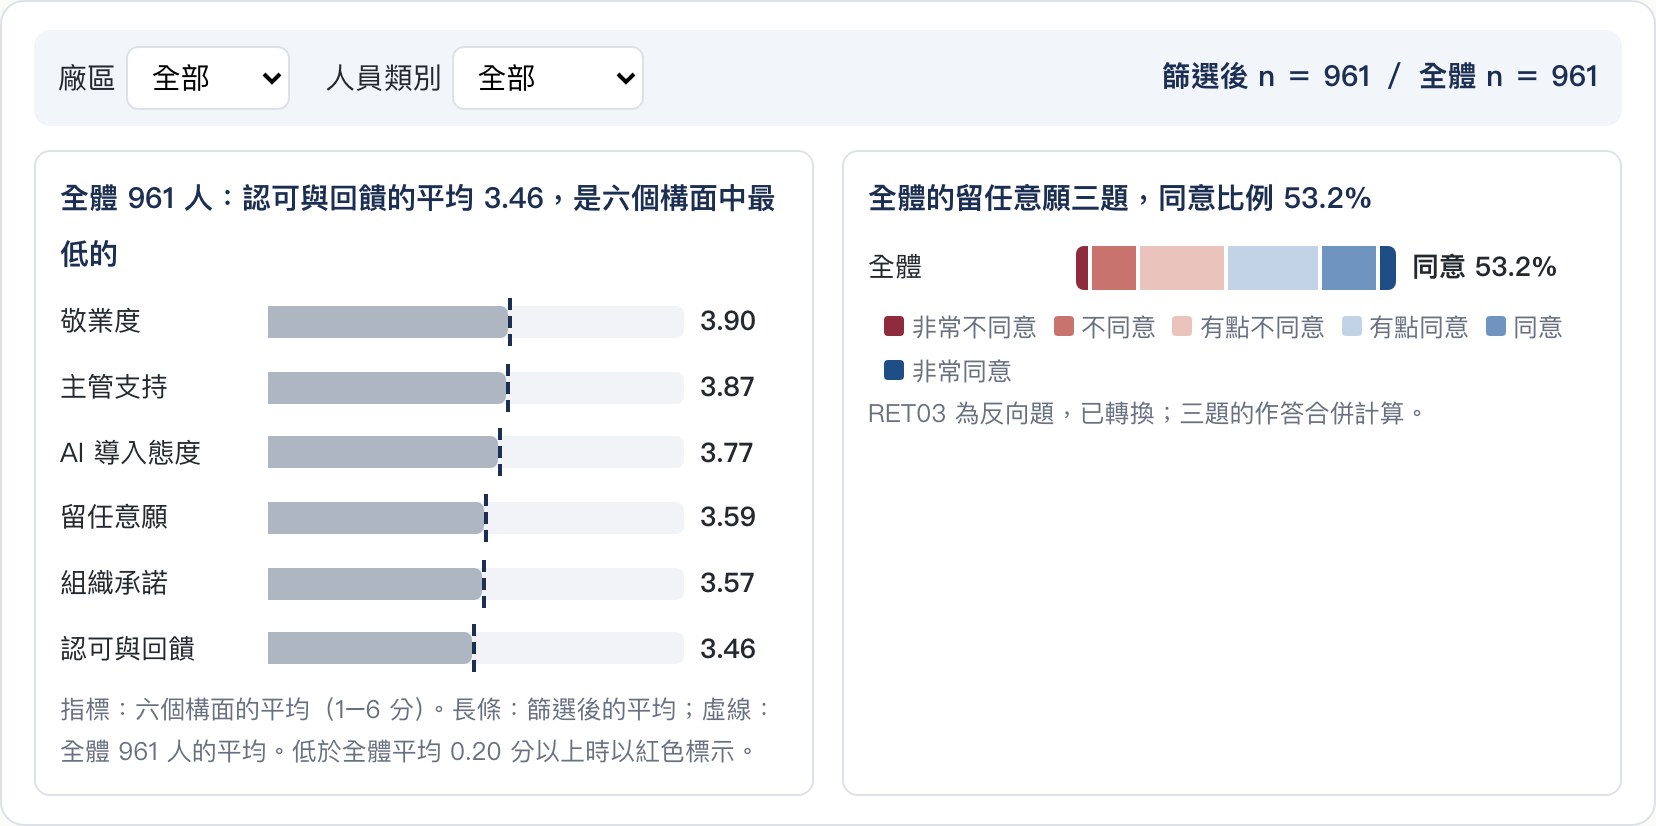 廠區 全部 人員類別 全部 篩選後 n = 961 / 全體 n = 961
全體 961 人：認可與回饋的平均 3.46，是六個構面中最
低的
敬業度 3.90
主管支持 3.87
AI 導入態度 3.77
留任意願 3.59
組織承諾 3.57
認可與回饋 3.46
指標：六個構面的平均（1–6 分）。長條：篩選後的平均；虛線：
全體 961 人的平均。低於全體平均 0.20 分以上時以紅色標示。
全體的留任意願三題，同意比例 53.2%
全體 同意 53.2%
非常不同意 不同意 有點不同意 有點同意 同意
非常同意
RET03 為反向題，已轉換；三題的作答合併計算。